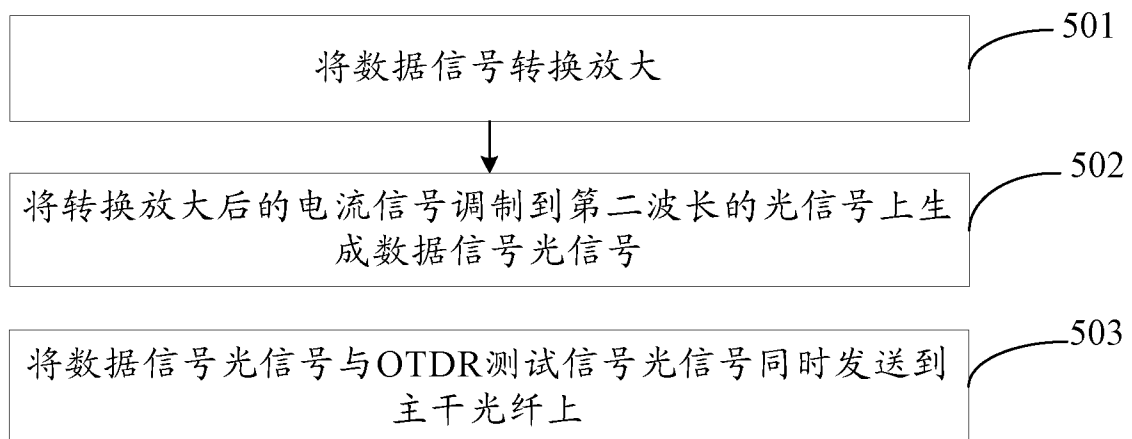 501
将数据信号转换放大
502
将转换放大后的电流信号调制到第二波长的光信号上生
成数据信号光信号
503
将数据信号光信号与OTDR测试信号光信号同时发送到
主干光纤上